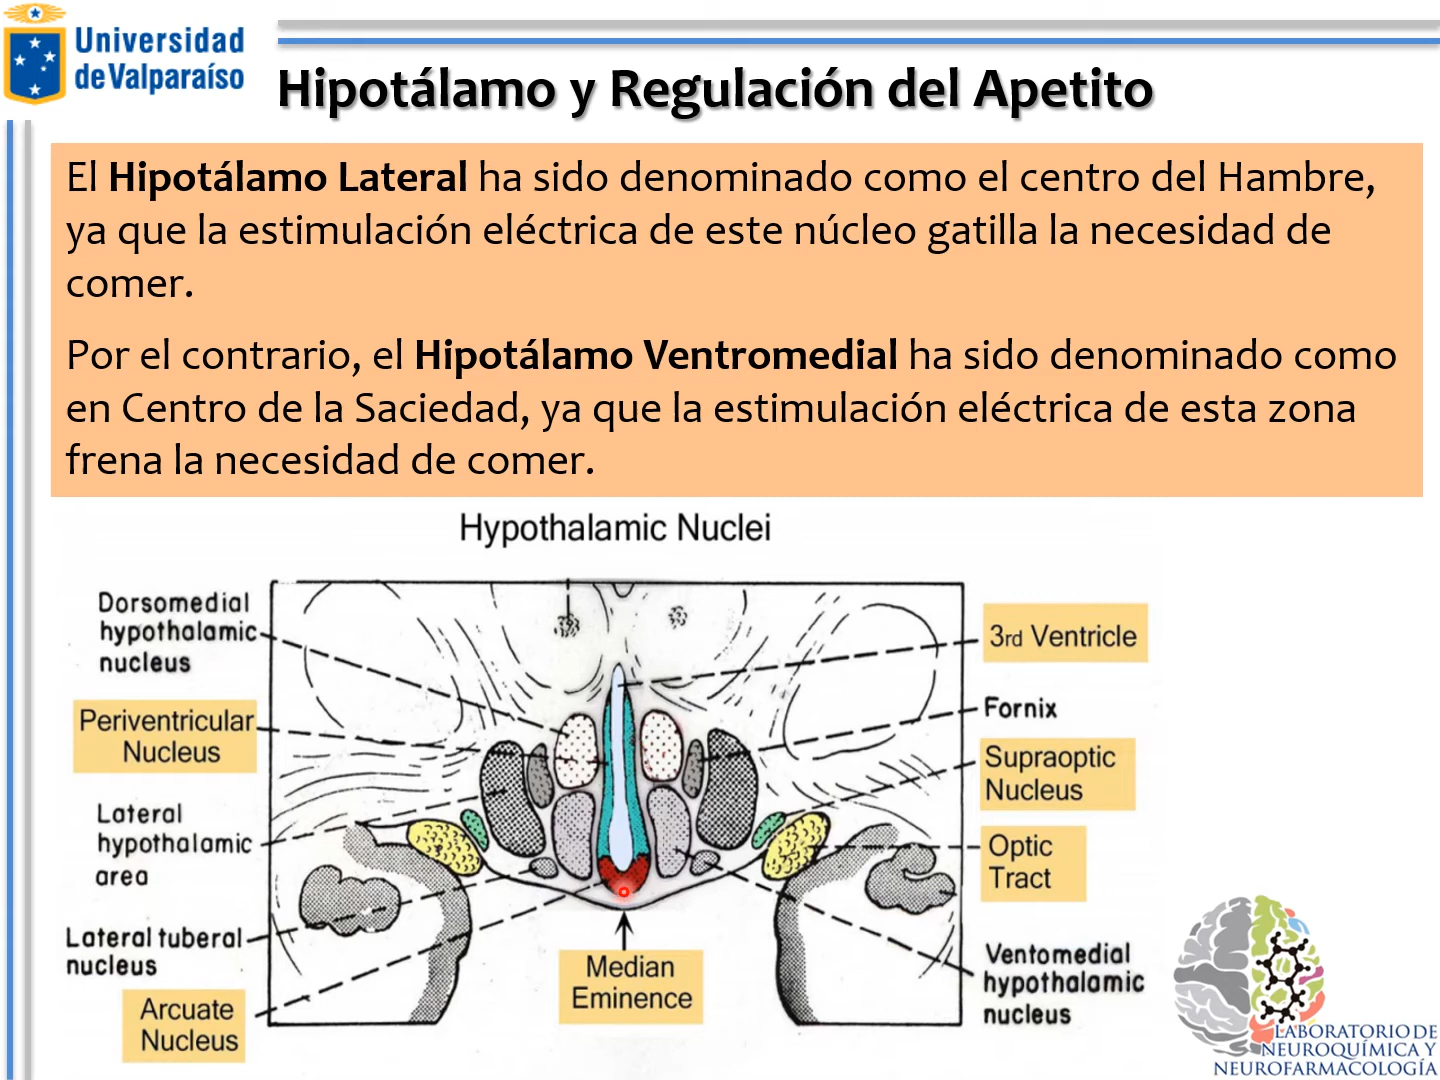 Universidad
de Valparaíso
Hipotálamo y Regulación del Apetito
El Hipotálamo Lateral ha sido denominado como el centro del Hambre,
ya que la estimulación eléctrica de este núcleo gatilla la necesidad de
comer.
Por el contrario, el Hipotálamo Ventromedial ha sido denominado como
en Centro de la Saciedad, ya que la estimulación eléctrica de esta zona
frena la necesidad de comer.
Hypothalamic Nuclei
Dorsomedial
hypothalamic
nucleus
Periventricular
Nucleus
Lateral
hypothalamic
area
Lateral tuberal
nucleus
Arcuate
Nucleus
Median
Eminence
3rd Ventricle
Fornix
Supraoptic
Nucleus
Optic
Tract
Ventomedial
hypothalamic
nucleus
LABORATORIO DE
NEUROQUÍMICA Y
NEUROFARMACOLOGÍA